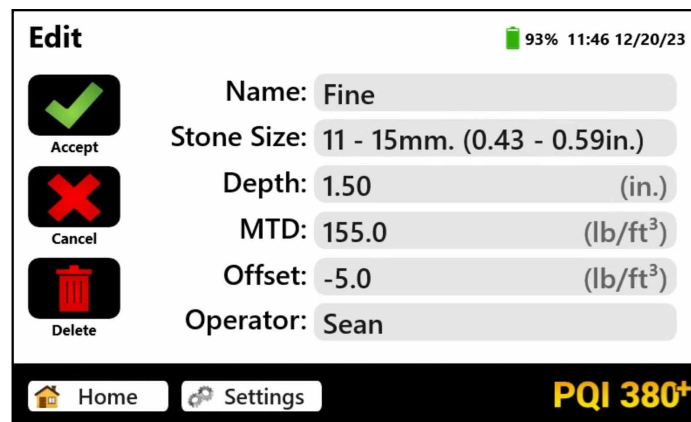 Edit
93% 11:46 12/20/23
Accept
Cancel
Delete
Name: Fine
Stone Size: 11 - 15mm. (0.43 - 0.59in.)
Depth: 1.50 (in.)
MTD: 155.0 (lb/ft³)
Offset: -5.0 (lb/ft³)
Operator: Sean
Home
Settings
PQI 380+